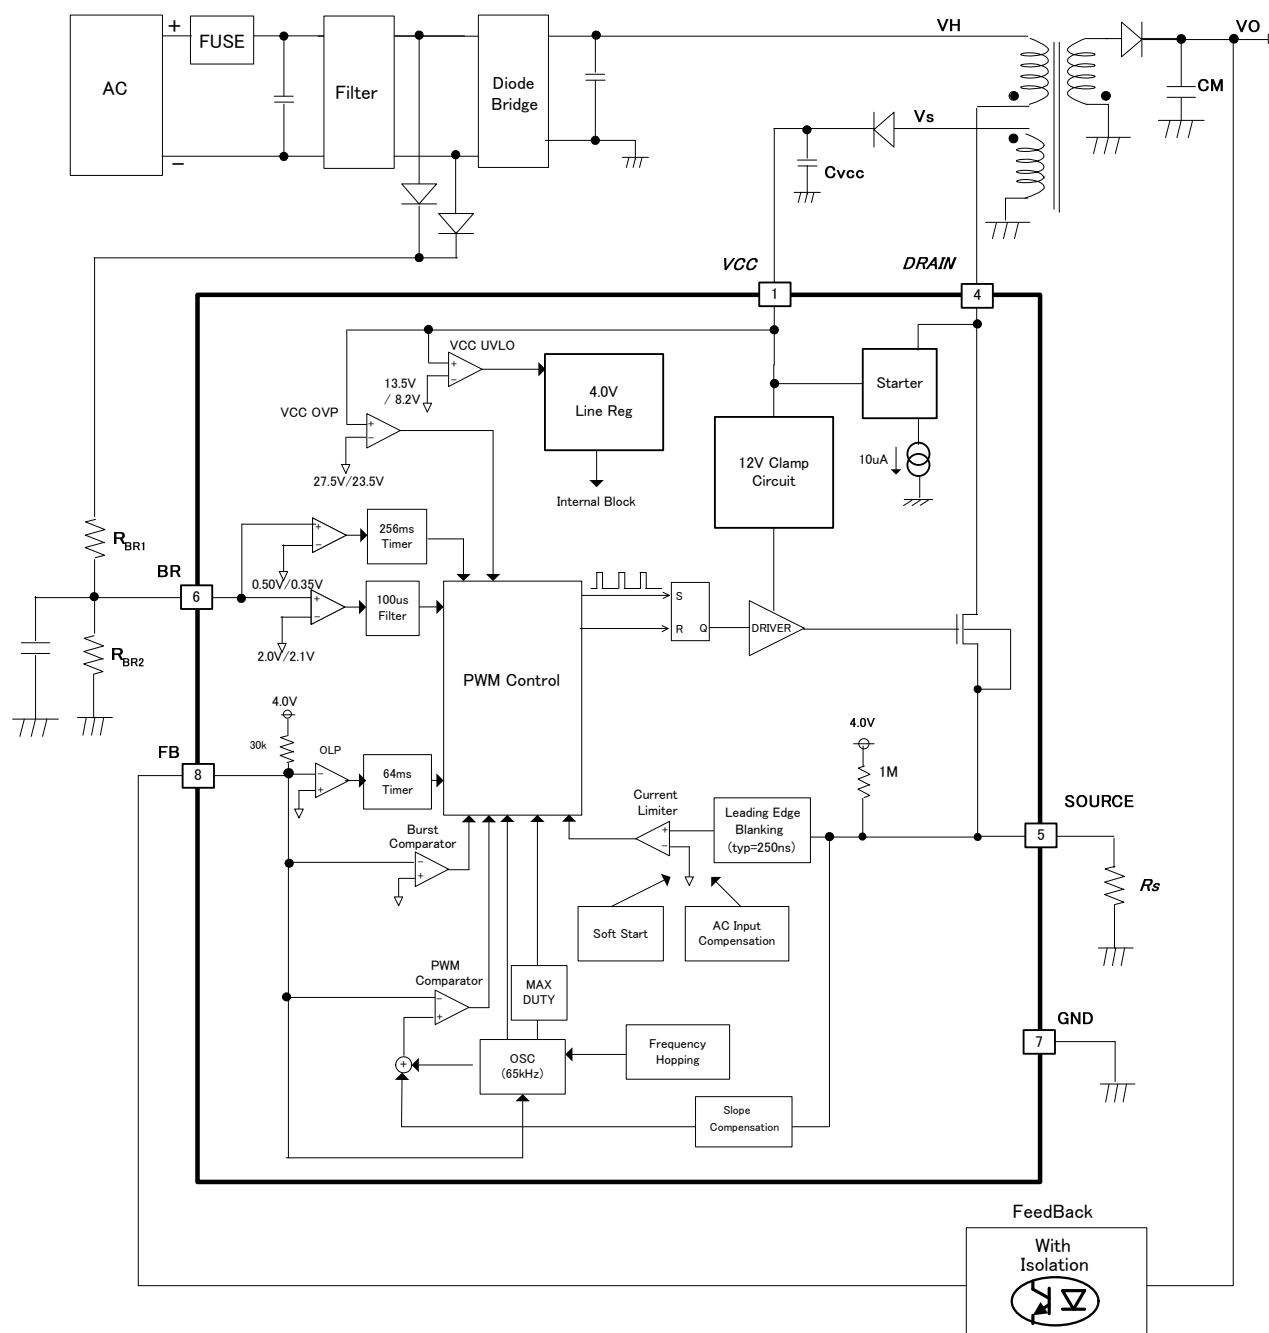 +
FUSE
VH
VO
AC
Filter
Diode
Bridge
CM
Vs
−
Cvcc
VCC
DRAIN
1
4
VCC UVLO
13.5V
/ 8.2V
4.0V
Line Reg
Starter
VCC OVP
27.5V/23.5V
12V Clamp
Circuit
10uA
Internal Block
RBR1
256ms
Timer
BR
0.50V/0.35V
6
100us
Filter
S
R
Q
DRIVER
2.0V/2.1V
RBR2
PWM Control
4.0V
30k
FB
8
OLP
64ms
Timer
4.0V
1M
Current
Limiter
Leading Edge
Blanking
(typ=250ns)
SOURCE
5
Burst
Comparator
Rs
Soft Start
AC Input
Compensation
PWM
Comparator
MAX
DUTY
GND
7
OSC
(65kHz)
Frequency
Hopping
+
Slope
Compensation
FeedBack
With
Isolation